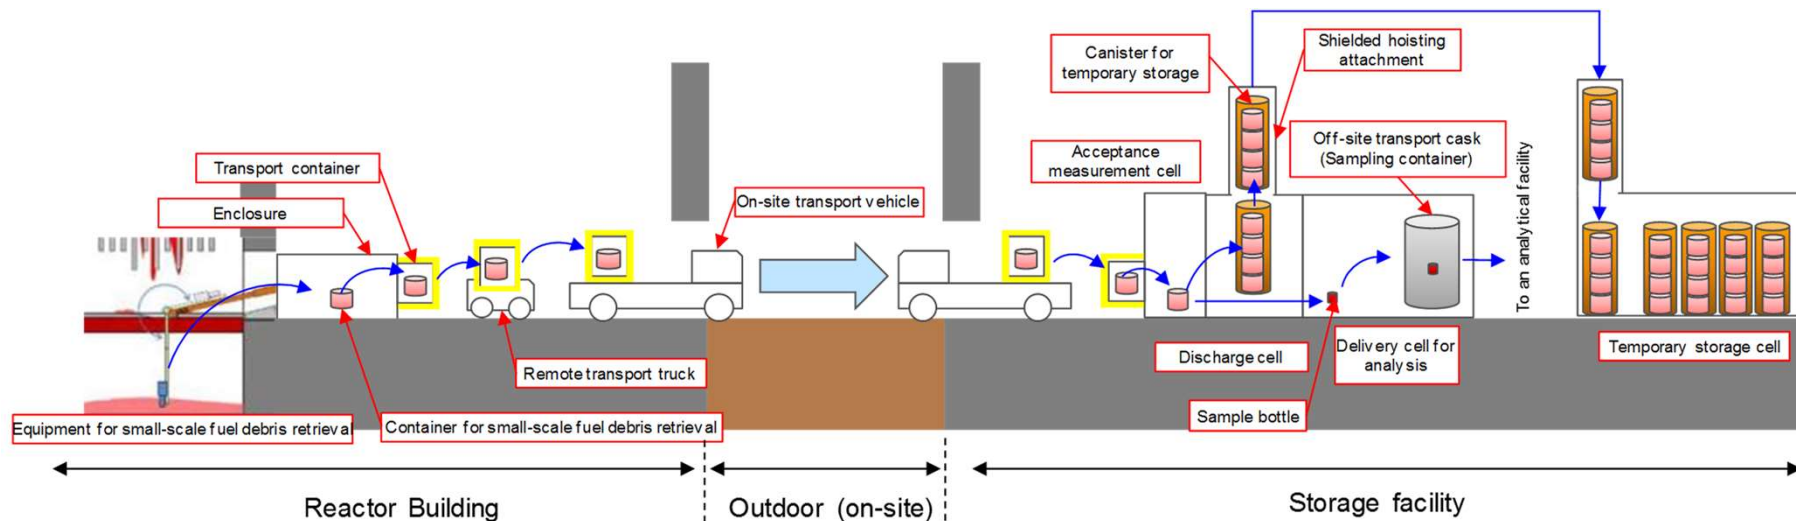 Canister for
temporary storage
Shielded hoisting
attachment
Transport container
Enclosure
On-site transport vehicle
Acceptance
measurement cell
Off-site transport cask
(Sampling container)
To an analytical facility
Remote transport truck
Discharge cell
Delivery cell for
analysis
Temporary storage cell
Equipment for small-scale fuel debris retrieval
Container for small-scale fuel debris retrieval
Sample bottle
Reactor Building
Outdoor (on-site)
Storage facility